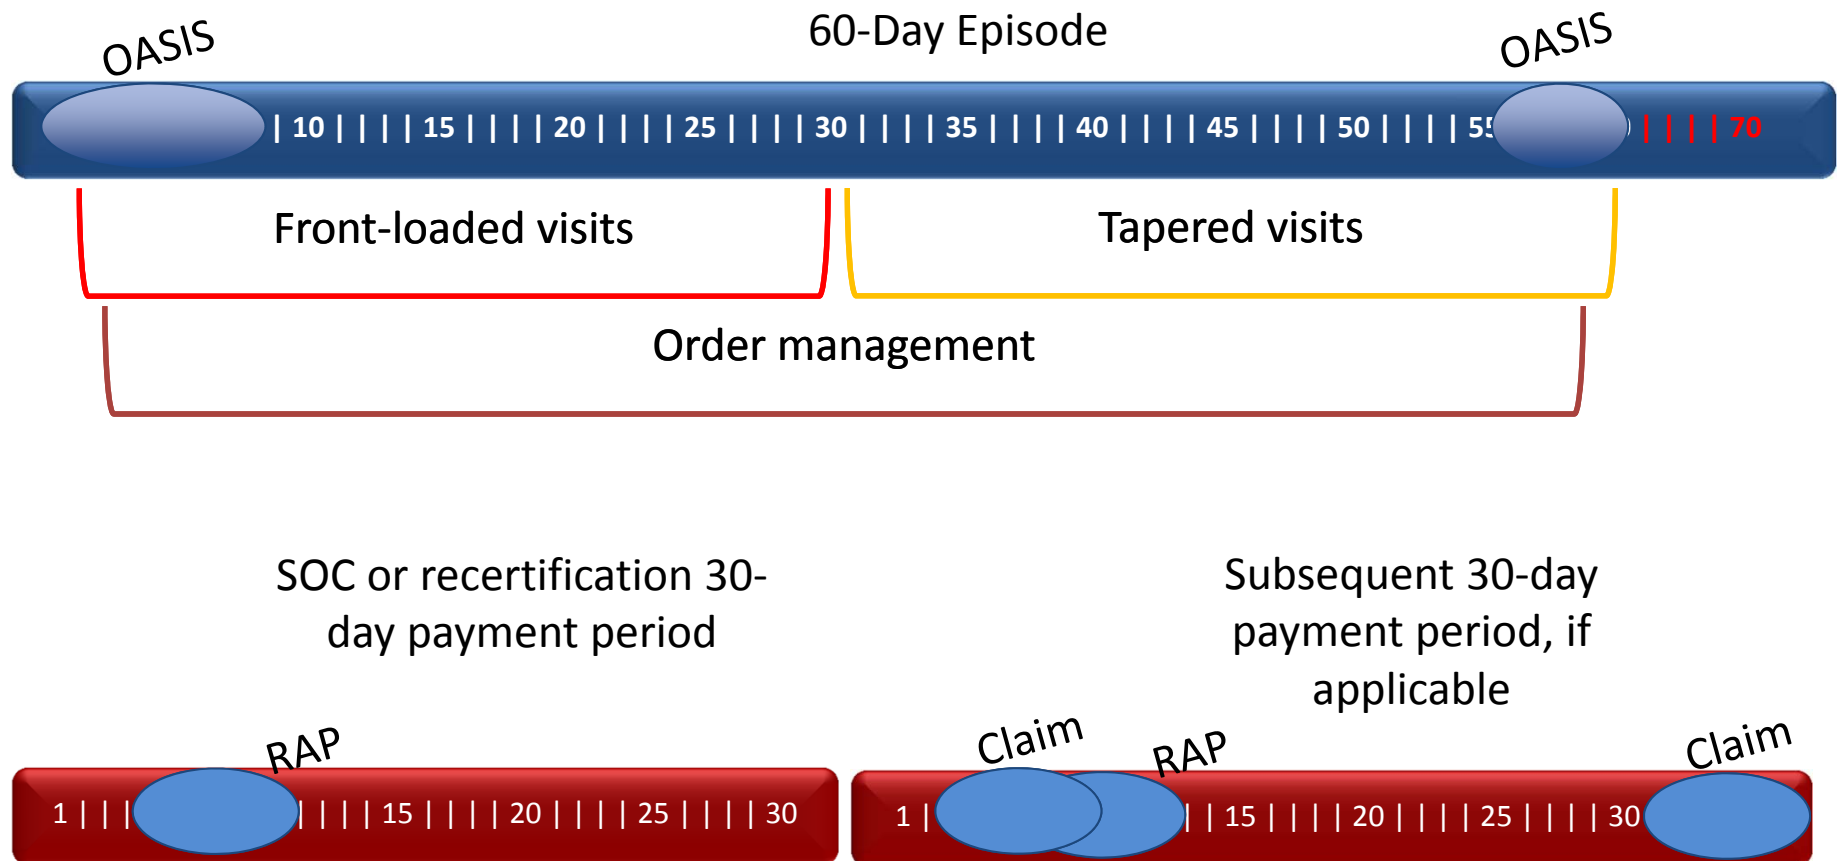 60-Day Episode
OASIS
OASIS
| 10 | | | | 15 | | | | 20 | | | | 25 | | | | 30 | | | | 35 | | | | 40 | | | | 45 | | | | 50 | | | | 55 | | | | 70
Front-loaded visits
Tapered visits
Order management
SOC or recertification 30-
day payment period
Subsequent 30-day
payment period, if
applicable
RAP
Claim
RAP
Claim
1 | | | | | | | 15 | | | | 20 | | | | 25 | | | | 30
1 | | | 15 | | | | 20 | | | | 25 | | | | 30